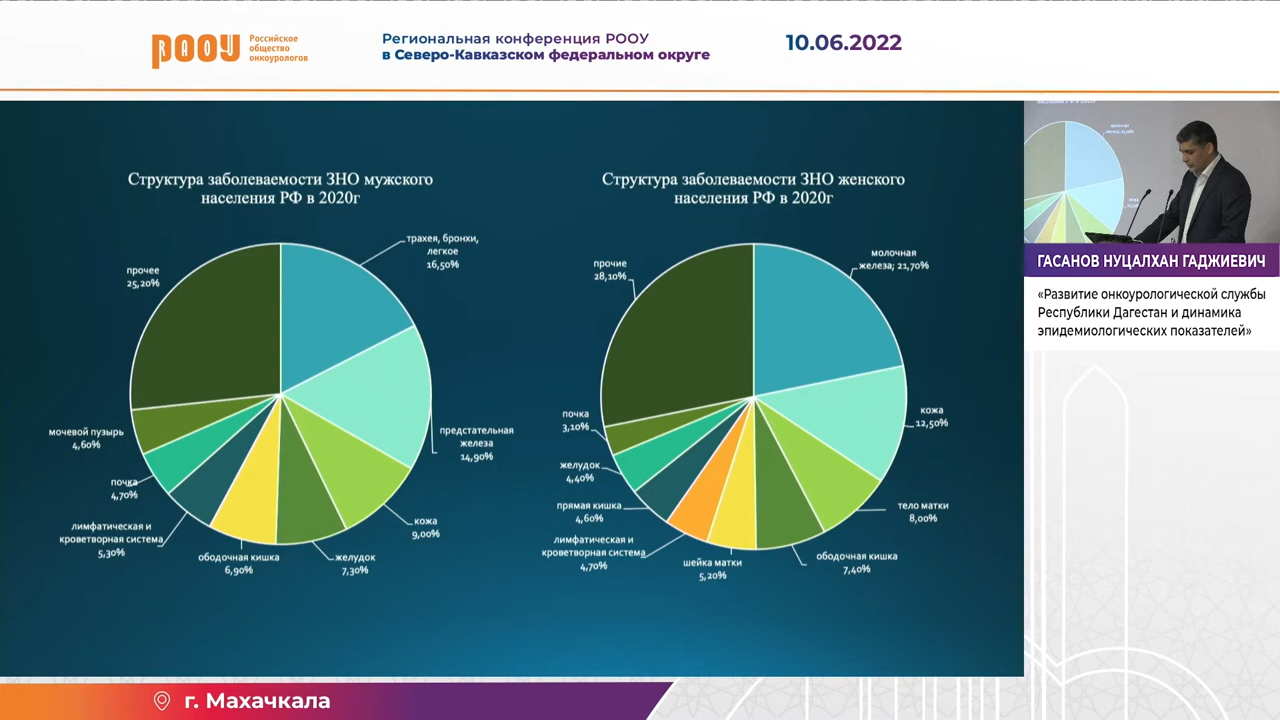 РООУ
RAOY
Российское
общество
онкоурологов
Региональная конференция РООУ
в Северо-Кавказском федеральном округе
10.06.2022
Структура заболеваемости ЗНО мужского
населения РФ в 2020г
трахея, бронхи,
легкое
16,50%
предстательная
железа
14,90%
кожа
9,00%
желудок
7,30%
ободочная кишка
6,90%
лимфатическая и
кроветворная система
5,30%
почка
4,70%
мочевой пузырь
4,60%
прочее
25,20%
Структура заболеваемости ЗНО женского
населения РФ в 2020г
молочная
железа; 21,70%
кожа
12,50%
тело матки
8,00%
ободочная кишка
7,40%
шейка матки
5,20%
лимфатическая и
кроветворная система
4,70%
прямая кишка
4,60%
желудок
4,40%
почка
3,10%
прочие
28,10%
ГАСАНОВ НУЦАЛХАН ГАДЖИЕВИЧ
«Развитие онкоурологической службы
Республики Дагестан и динамика
эпидемиологических показателей»
г. Махачкала